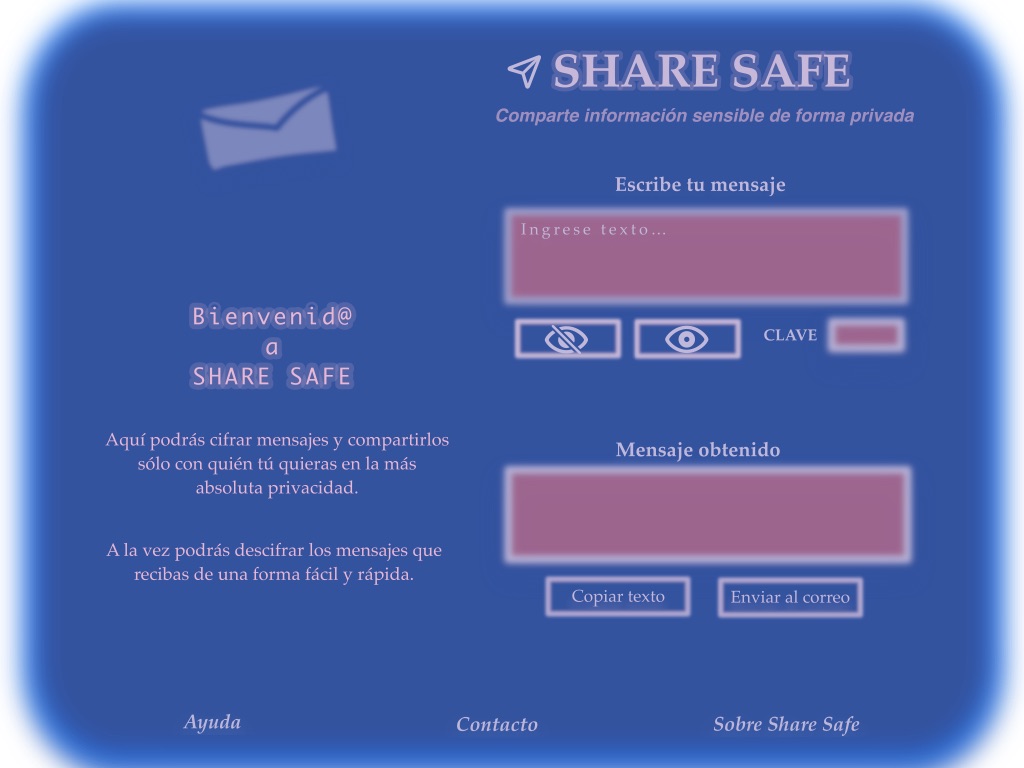 SHARE SAFE
Comparte información sensible de forma privada
Bienvenid@
a
SHARE SAFE
Aquí podrás cifrar mensajes y compartirlos
sólo con quién tú quieras en la más
absoluta privacidad.
A la vez podrás descifrar los mensajes que
recibas de una forma fácil y rápida.
Escribe tu mensaje
Ingrese texto...
CLAVE
Mensaje obtenido
Copiar texto
Enviar al correo
Ayuda
Contacto
Sobre Share Safe